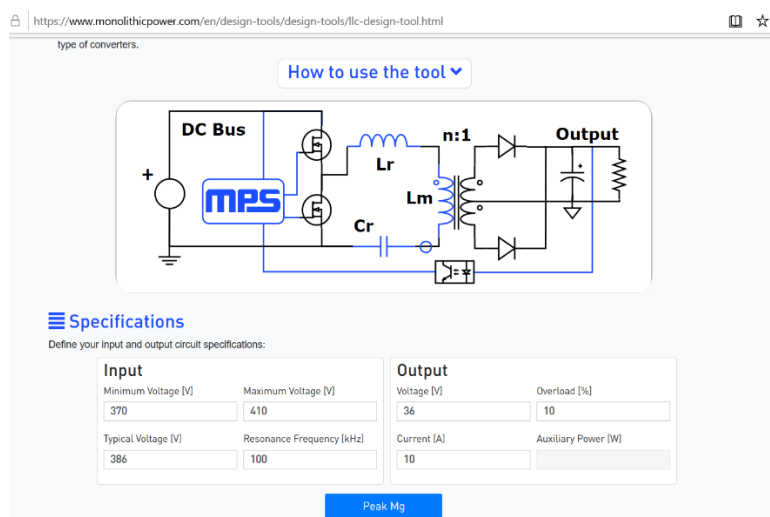 https://www.monolithicpower.com/en/design-tools/design-tools/llc-design-tool.html
type of converters.
How to use the tool
DC Bus
n:1
Output
Lr
+
MPS
Lm
Cr
+
Specifications
Define your input and output circuit specifications:
Input
Output
Minimum Voltage [V]
Maximum Voltage [V]
Voltage [V]
Overload [%]
370
410
36
10
Typical Voltage [V]
Resonance Frequency [kHz]
Current [A]
Auxiliary Power [W]
386
100
10
Peak Mg